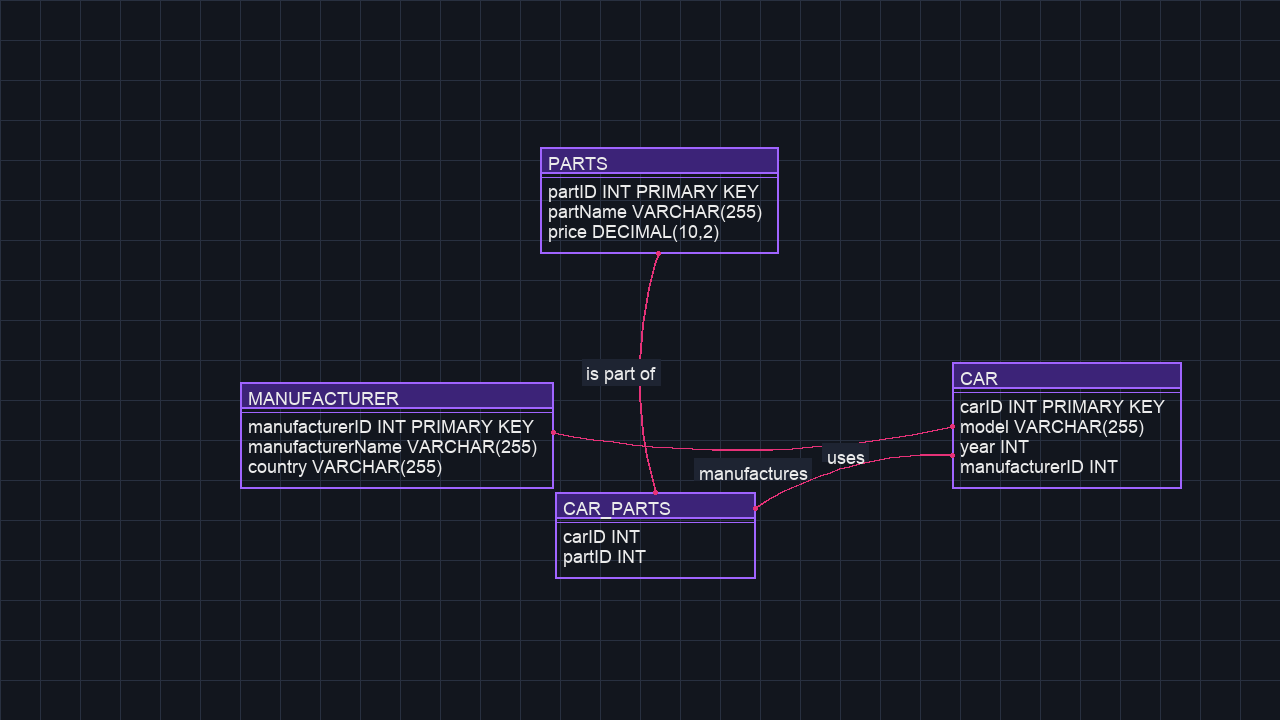 PARTS
partID INT PRIMARY KEY
partName VARCHAR(255)
price DECIMAL(10,2)
is part of
MANUFACTURER
manufacturerID INT PRIMARY KEY
manufacturerName VARCHAR(255)
country VARCHAR(255)
CAR
carID INT PRIMARY KEY
model VARCHAR(255)
year INT
manufacturerID INT
uses
manufactures
CAR_PARTS
carID INT
partID INT